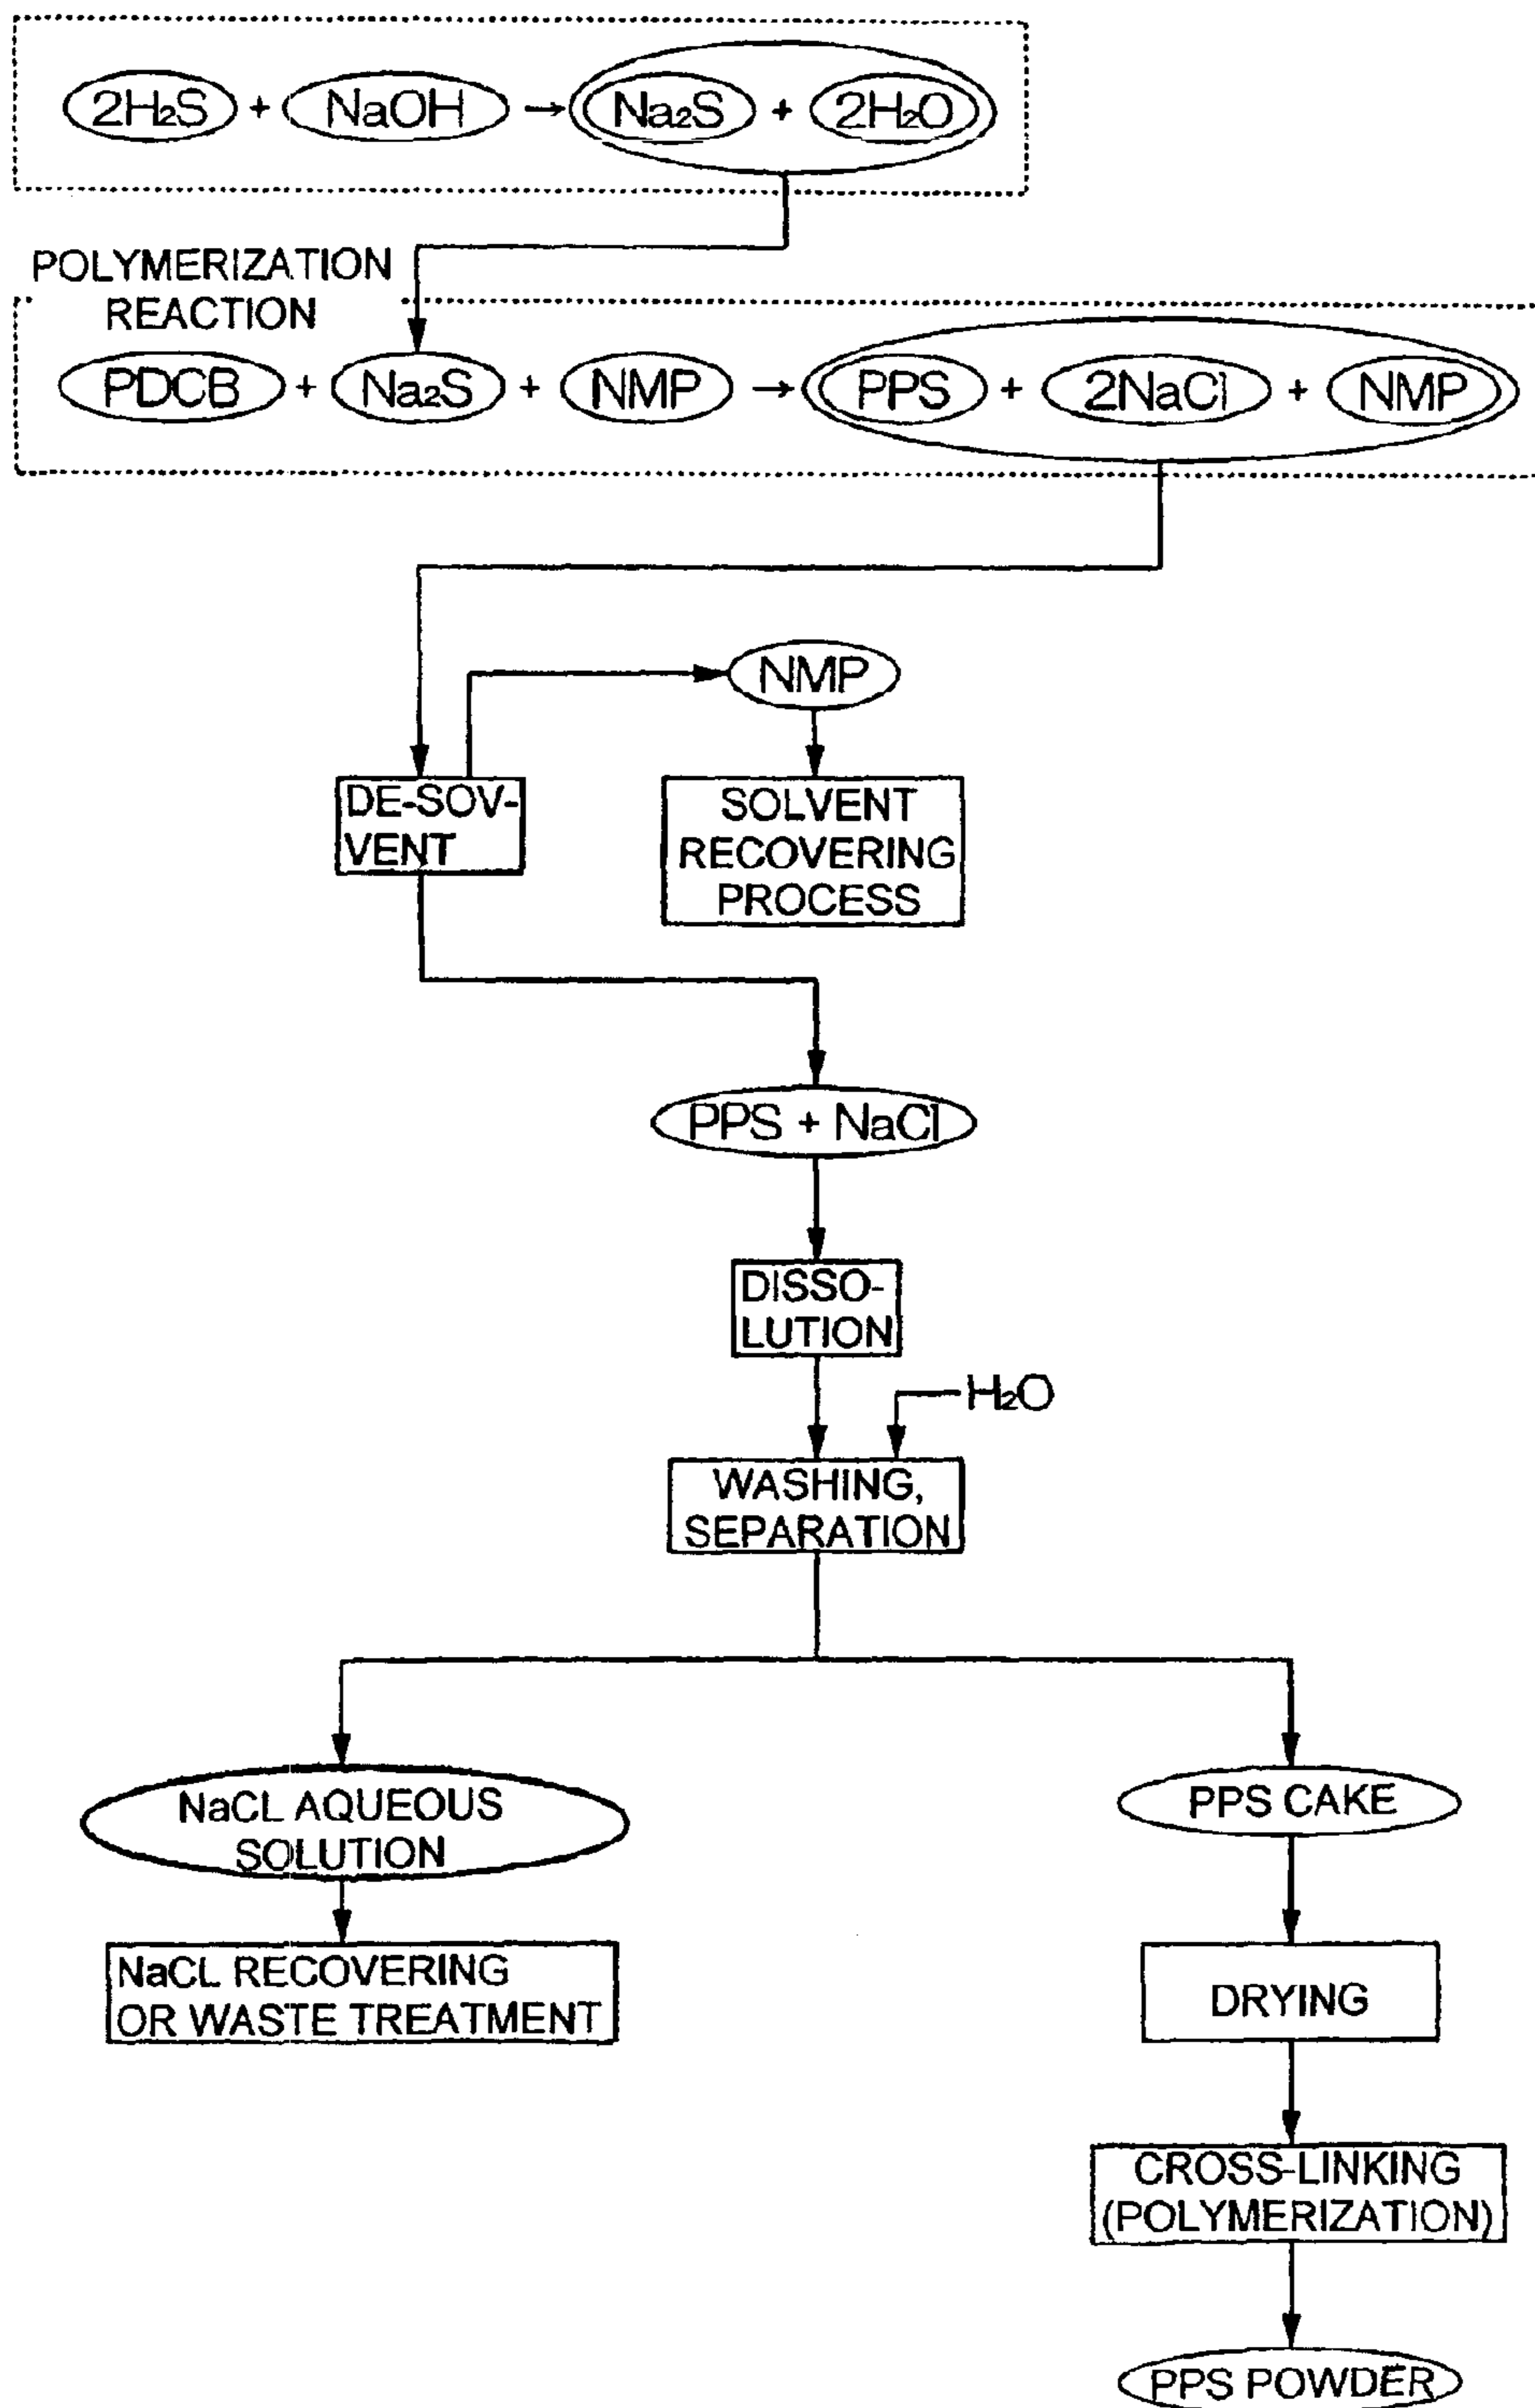 2H₂S + NaOH → Na₂S + 2H₂O
POLYMERIZATION
REACTION
PDCB + Na₂S + NMP → PPS + 2NaCl + NMP
NMP
DE-SOV-
VENT
SOLVENT
RECOVERING
PROCESS
PPS + NaCl
DISSO-
LUTION
H₂O
WASHING,
SEPARATION
NaCL AQUEOUS
SOLUTION
PPS CAKE
NaCL RECOVERING
OR WASTE TREATMENT
DRYING
CROSS-LINKING
(POLYMERIZATION)
PPS POWDER